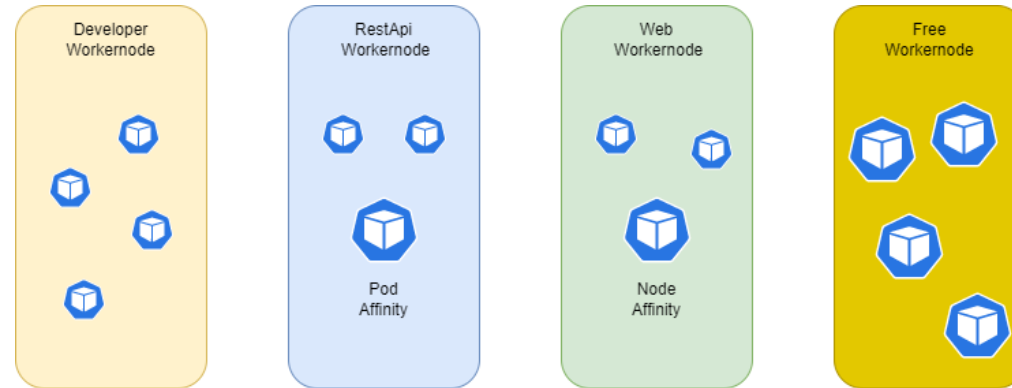 Developer
Workernode
RestApi
Workernode
Web
Workernode
Free
Workernode
Pod
Affinity
Node
Affinity